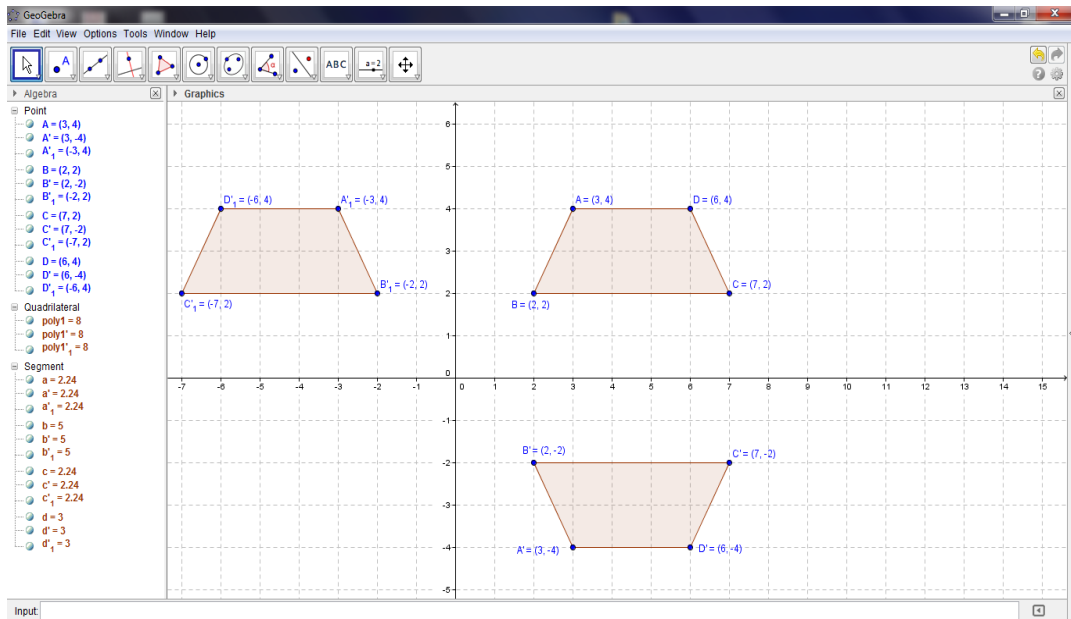 GeoGebra
File Edit View Options Tools Window Help
A
α
ABC
a=2
Algebra
Graphics
Point
A = (3, 4)
A' = (3, -4)
A'₁ = (-3, 4)
B = (2, 2)
B' = (2, -2)
B'₁ = (-2, 2)
C = (7, 2)
C' = (7, -2)
C'₁ = (-7, 2)
D = (6, 4)
D' = (6, -4)
D'₁ = (-6, 4)
Quadrilateral
poly1 = 8
poly1' = 8
poly1'₁ = 8
Segment
a = 2.24
a' = 2.24
a'₁ = 2.24
b = 5
b' = 5
b'₁ = 5
c = 2.24
c' = 2.24
c'₁ = 2.24
d = 3
d' = 3
d'₁ = 3
6
5
D'₁ = (-6, 4)
A'₁ = (-3, 4)
4
A = (3, 4)
D = (6, 4)
3
C'₁ = (-7, 2)
B'₁ = (-2, 2)
2
B = (2, 2)
C = (7, 2)
1
0
-7 -6 -5 -4 -3 -2 -1 0 1 2 3 4 5 6 7 8 9 10 11 12 13 14 15
-1
B' = (2, -2)
C' = (7, -2)
-2
-3
-4
A' = (3, -4)
D' = (6, -4)
-5
Input: